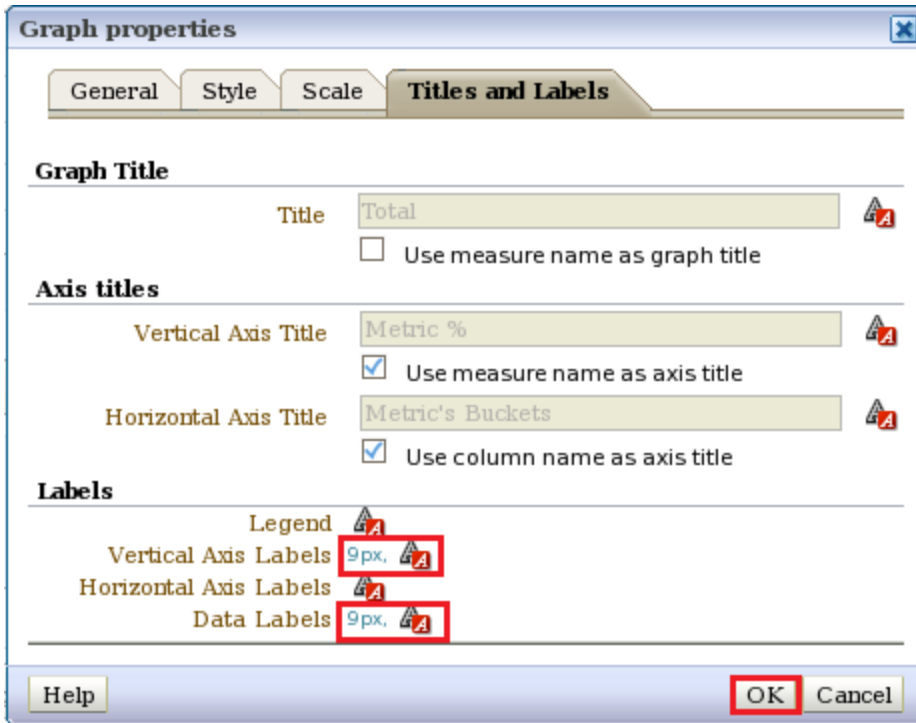 Graph properties
General Style Scale Titles and Labels
Graph Title
Title Total
Use measure name as graph title
Axis titles
Vertical Axis Title Metric %
Use measure name as axis title
Horizontal Axis Title Metric's Buckets
Use column name as axis title
Labels
Legend
Vertical Axis Labels 9px,
Horizontal Axis Labels
Data Labels 9px,
Help OK Cancel